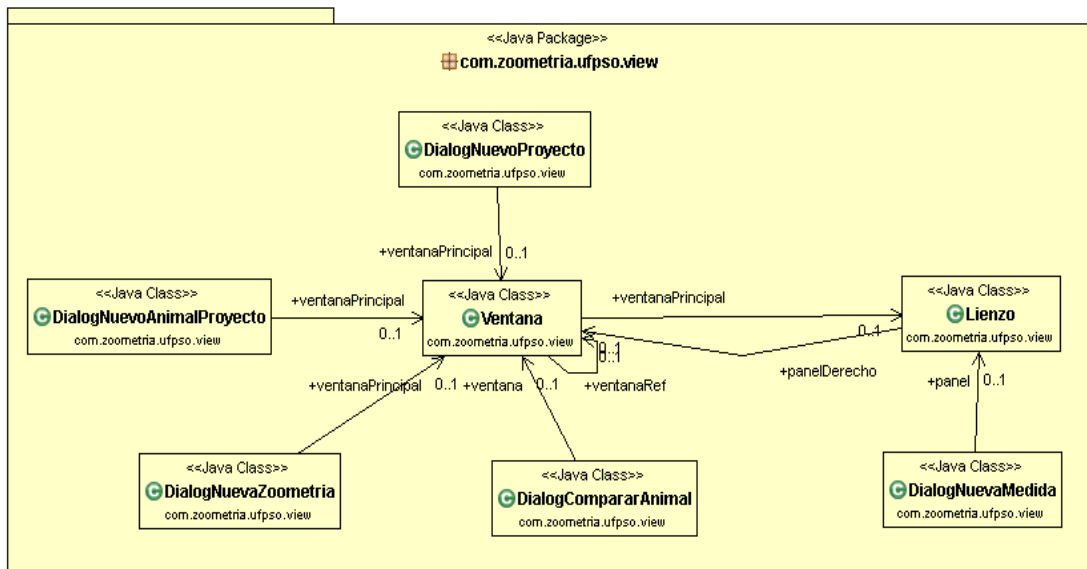 <<Java Package>>
com.zoometria.ufpso.view
<<Java Class>>
DialogNuevoProyecto
com.zoometria.ufpso.view
+ventanaPrincipal 0..1
<<Java Class>>
DialogNuevoAnimalProyecto
com.zoometria.ufpso.view
+ventanaPrincipal
0..1
<<Java Class>>
Ventana
com.zoometria.ufpso.view
+ventanaPrincipal
0..1
<<Java Class>>
Lienzo
com.zoometria.ufpso.view
0..1
0..1
+panelDerecho
+ventanaRef
+ventanaPrincipal 0..1
+ventana 0..1
+panel 0..1
<<Java Class>>
DialogNuevaZoometria
com.zoometria.ufpso.view
<<Java Class>>
DialogCompararAnimal
com.zoometria.ufpso.view
<<Java Class>>
DialogNuevaMedida
com.zoometria.ufpso.view